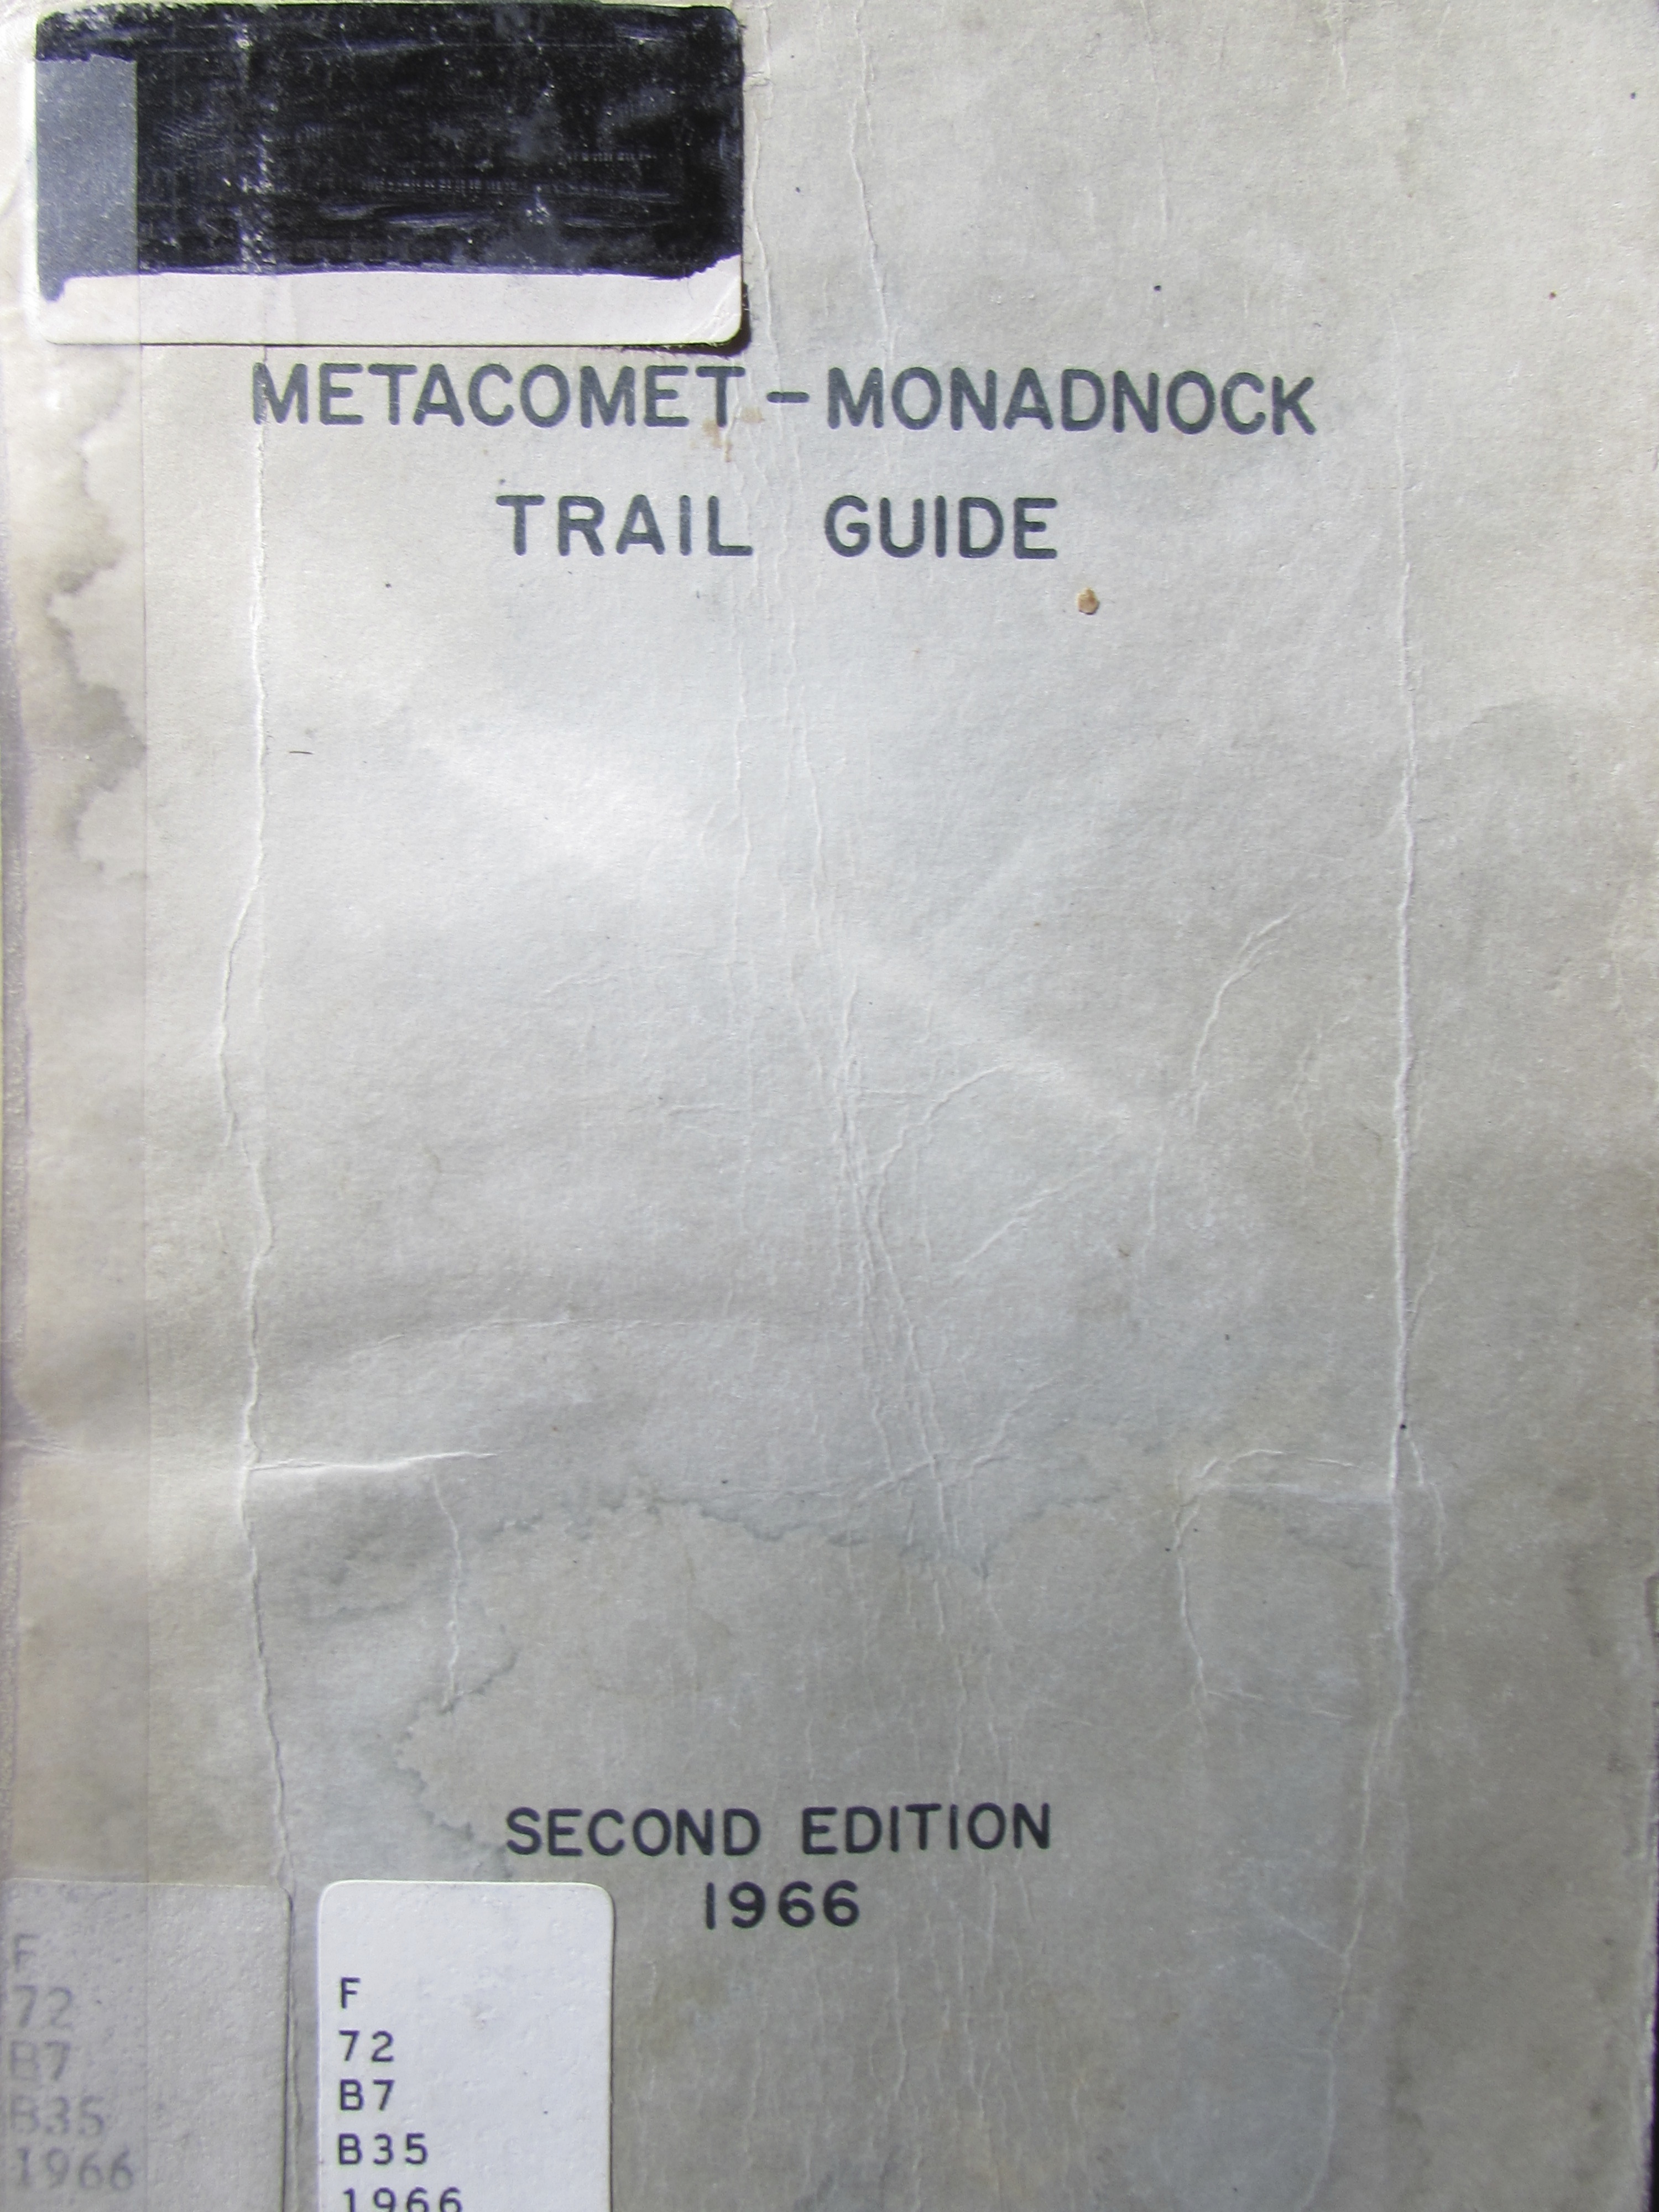 METACOMET-MONADNOCK
TRAIL GUIDE
SECOND EDITION
1966
F
72
B7
B35
1966
F
72
B7
B35
1966